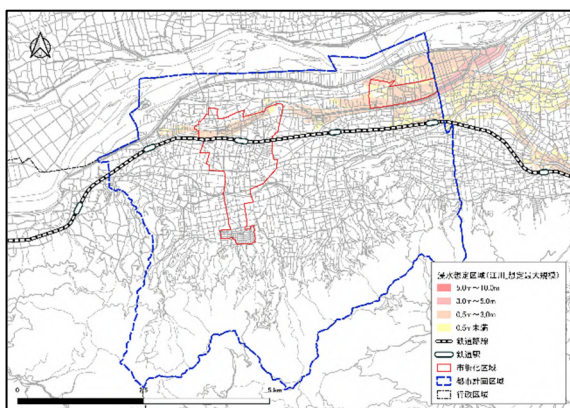 浸水想定区域(江川_想定最大規模)
5.0m～10.0m
3.0m～5.0m
0.5m～3.0m
0.5m未満
鉄道路線
鉄道駅
市街化区域
都市計画区域
行政区域
0
5 km